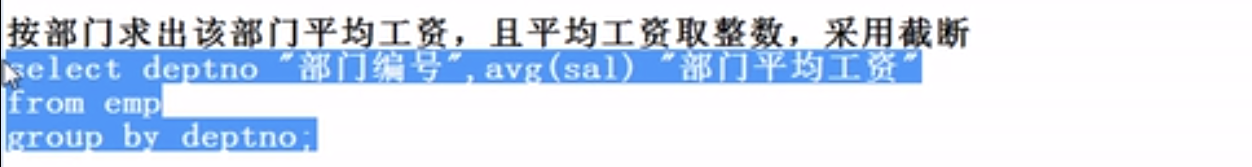 按部门求出该部门平均工资，且平均工资取整数，采用截断
select deptno "部门编号",avg(sal) "部门平均工资"
from emp
group by deptno;